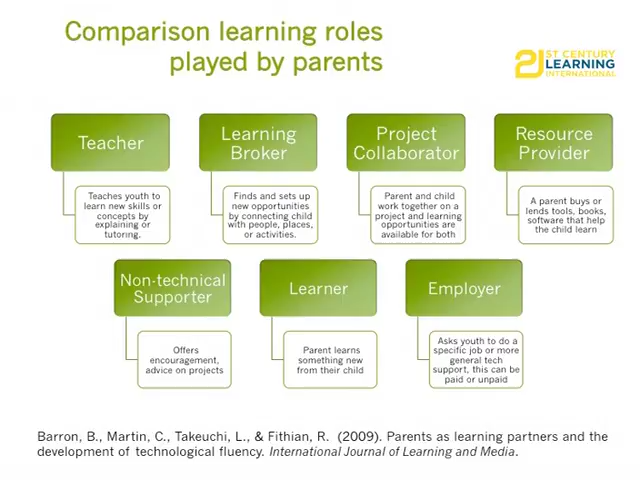 Comparison learning roles
played by parents
21 ST CENTURY
LEARNING
INTERNATIONAL
Teacher
Teaches youth to
learn new skills or
concepts by
explaining or
tutoring.
Learning
Broker
Finds and sets up
new opportunities
by connecting child
with people, places,
or activities.
Project
Collaborator
Parent and child
work together on a
project and learning
opportunities are
available for both
Resource
Provider
A parent buys or
lends tools, books,
software that help
the child learn
Non-technical
Supporter
Offers
encouragement,
advice on projects
Learner
Parent learns
something new
from their child
Employer
Asks youth to do a
specific job or more
general tech
support, this can be
paid or unpaid
Barron, B., Martin, C., Takeuchi, L., & Fithian, R. (2009). Parents as learning partners and the
development of technological fluency. International Journal of Learning and Media.